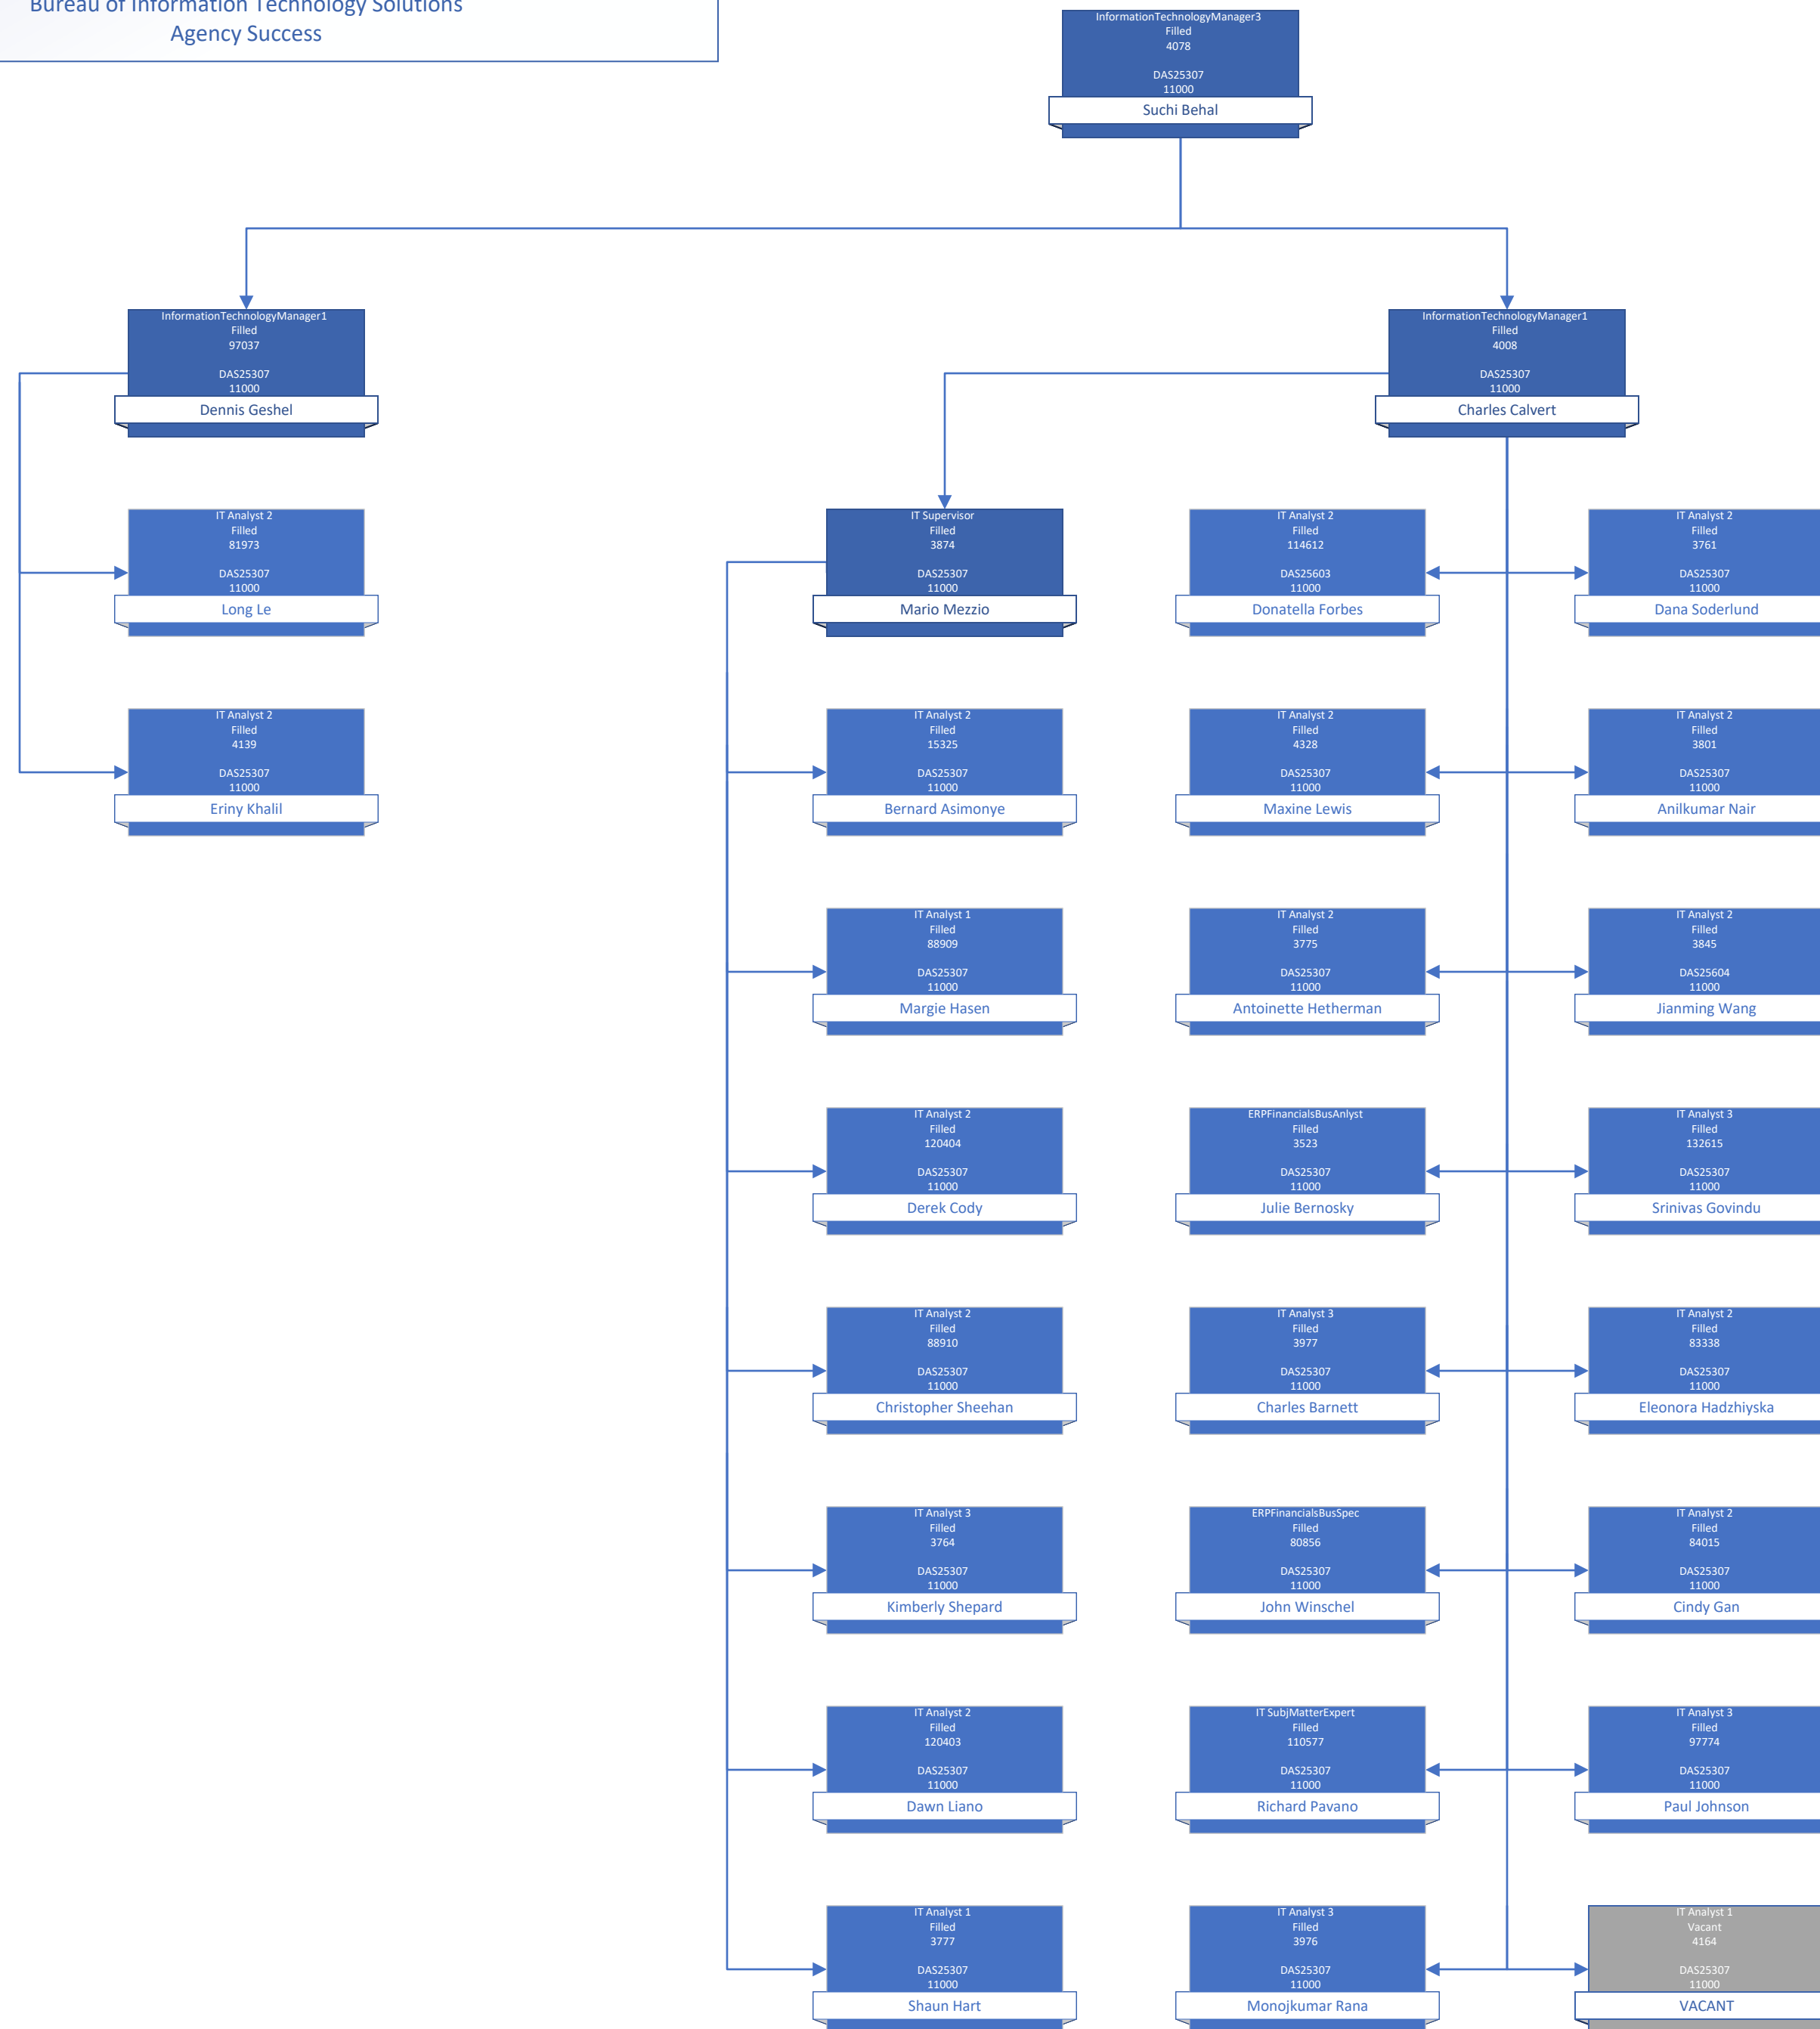 Bureau of Information Technology Solutions
Agency Success
InformationTechnologyManager3
Filled
4078
DAS25307
11000
Suchi Behal
InformationTechnologyManager1
Filled
97037
DAS25307
11000
Dennis Geshel
InformationTechnologyManager1
Filled
4008
DAS25307
11000
Charles Calvert
IT Analyst 2
Filled
81973
DAS25307
11000
Long Le
IT Supervisor
Filled
3874
DAS25307
11000
Mario Mezzio
IT Analyst 2
Filled
114612
DAS25603
11000
Donatella Forbes
IT Analyst 2
Filled
3761
DAS25307
11000
Dana Soderlund
IT Analyst 2
Filled
4139
DAS25307
11000
Eriny Khalil
IT Analyst 2
Filled
15325
DAS25307
11000
Bernard Asimonye
IT Analyst 2
Filled
4328
DAS25307
11000
Maxine Lewis
IT Analyst 2
Filled
3801
DAS25307
11000
Anilkumar Nair
IT Analyst 1
Filled
88909
DAS25307
11000
Margie Hasen
IT Analyst 2
Filled
3775
DAS25307
11000
Antoinette Hetherman
IT Analyst 2
Filled
3845
DAS25604
11000
Jianming Wang
IT Analyst 2
Filled
120404
DAS25307
11000
Derek Cody
ERPFinancialsBusAnlyst
Filled
3523
DAS25307
11000
Julie Bernosky
IT Analyst 3
Filled
132615
DAS25307
11000
Srinivas Govindu
IT Analyst 2
Filled
88910
DAS25307
11000
Christopher Sheehan
IT Analyst 3
Filled
3977
DAS25307
11000
Charles Barnett
IT Analyst 2
Filled
83338
DAS25307
11000
Eleonora Hadzhiyska
IT Analyst 3
Filled
3764
DAS25307
11000
Kimberly Shepard
ERPFinancialsBusSpec
Filled
80856
DAS25307
11000
John Winschel
IT Analyst 2
Filled
84015
DAS25307
11000
Cindy Gan
IT Analyst 2
Filled
120403
DAS25307
11000
Dawn Liano
IT SubjMatterExpert
Filled
110577
DAS25307
11000
Richard Pavano
IT Analyst 3
Filled
97774
DAS25307
11000
Paul Johnson
IT Analyst 1
Filled
3777
DAS25307
11000
Shaun Hart
IT Analyst 3
Filled
3976
DAS25307
11000
Monojkumar Rana
IT Analyst 1
Vacant
4164
DAS25307
11000
VACANT